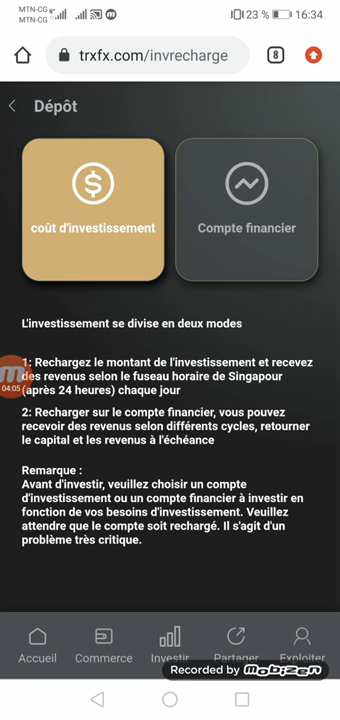 MTN-CG
MTN-CG
23 % 16:34
trxfx.com/invrecharge 8
Dépôt
coût d'investissement
Compte financier
L'investissement se divise en deux modes
1: Rechargez le montant de l'investissement et recevez
des revenus selon le fuseau horaire de Singapour
(après 24 heures) chaque jour
04:05
2: Recharger sur le compte financier, vous pouvez
recevoir des revenus selon différents cycles, retourner
le capital et les revenus à l'échéance
Remarque :
Avant d'investir, veuillez choisir un compte
d'investissement ou un compte financier à investir en
fonction de vos besoins d'investissement. Veuillez
attendre que le compte soit rechargé. Il s'agit d'un
problème très critique.
Accueil Commerce Investir Partager Exploiter
Recorded by mobizen